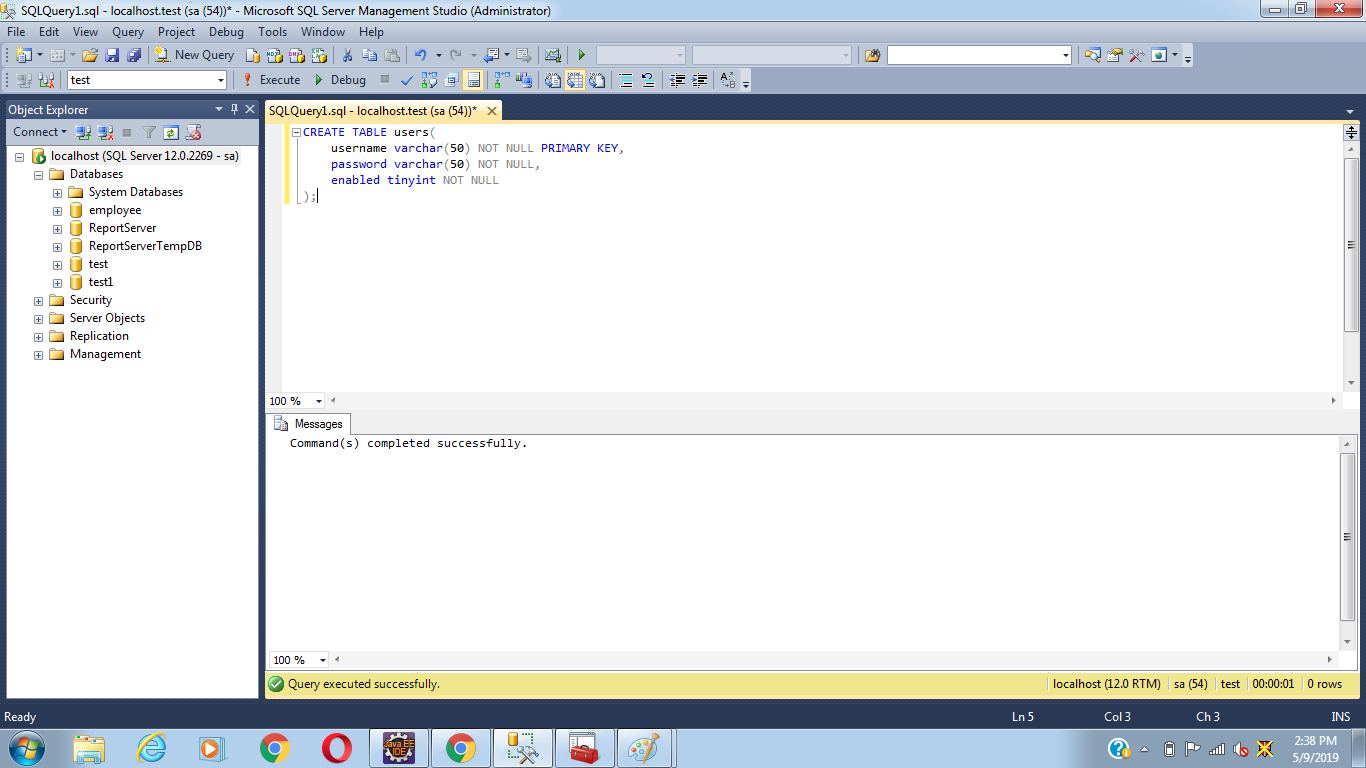 SQLQuery1.sql - localhost.test (sa (54))* - Microsoft SQL Server Management Studio (Administrator)
File Edit View Query Project Debug Tools Window Help
New Query
test Execute Debug
Object Explorer
Connect
localhost (SQL Server 12.0.2269 - sa)
Databases
System Databases
employee
ReportServer
ReportServerTempDB
test
test1
Security
Server Objects
Replication
Management
SQLQuery1.sql - localhost.test (sa (54))*
CREATE TABLE users(
username varchar(50) NOT NULL PRIMARY KEY,
password varchar(50) NOT NULL,
enabled tinyint NOT NULL
);
100 %
Messages
Command(s) completed successfully.
100 %
Query executed successfully. localhost (12.0 RTM) sa (54) test 00:00:01 0 rows
Ready Ln 5 Col 3 Ch 3 INS
Java EE
IDE
2:38 PM
5/9/2019